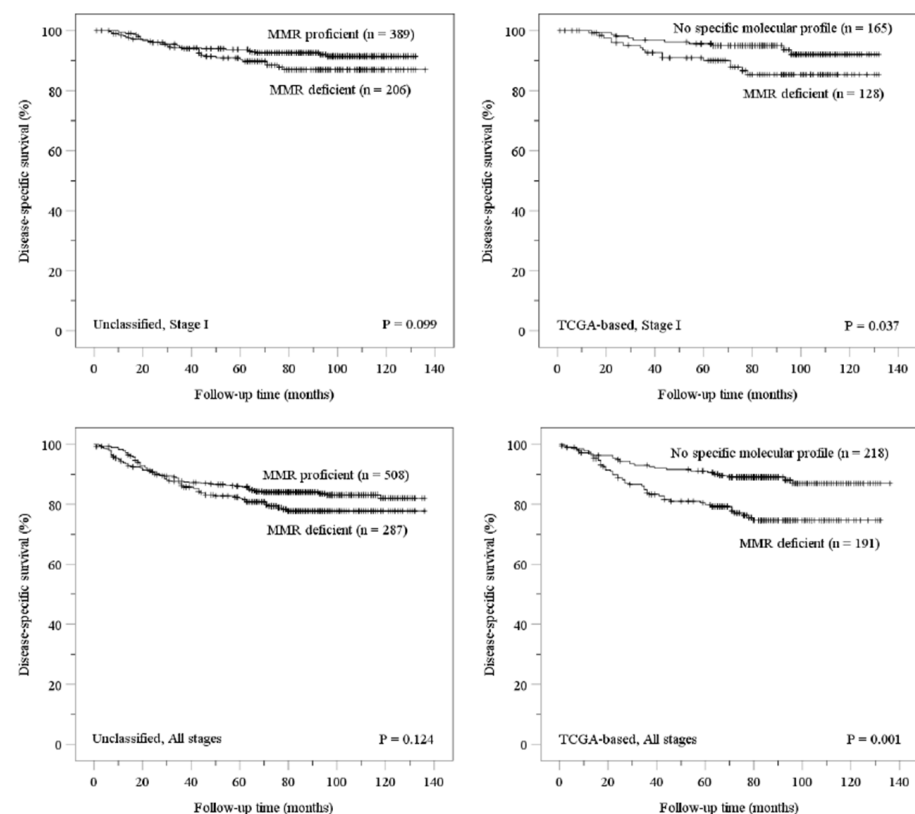 MMR proficient (n = 389)
MMR deficient (n = 206)
Unclassified, Stage I
P = 0.099
100
80
60
40
20
0
Disease-specific survival (%)
0 20 40 60 80 100 120 140
Follow-up time (months)
No specific molecular profile (n = 165)
MMR deficient (n = 128)
TCGA-based, Stage I
P = 0.037
100
80
60
40
20
0
Disease-specific survival (%)
0 20 40 60 80 100 120 140
Follow-up time (months)
MMR proficient (n = 508)
MMR deficient (n = 287)
Unclassified, All stages
P = 0.124
100
80
60
40
20
0
Disease-specific survival (%)
0 20 40 60 80 100 120 140
Follow-up time (months)
No specific molecular profile (n = 218)
MMR deficient (n = 191)
TCGA-based, All stages
P = 0.001
100
80
60
40
20
0
Disease-specific survival (%)
0 20 40 60 80 100 120 140
Follow-up time (months)